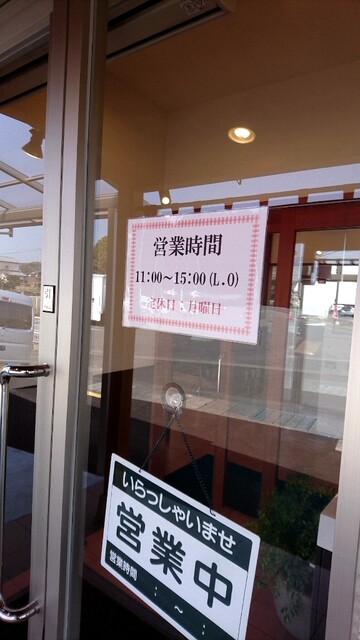 営業時間
11:00~15:00(L.O)
定休日:月曜日
いらっしゃいませ
営業中
営業時間 : ~ :